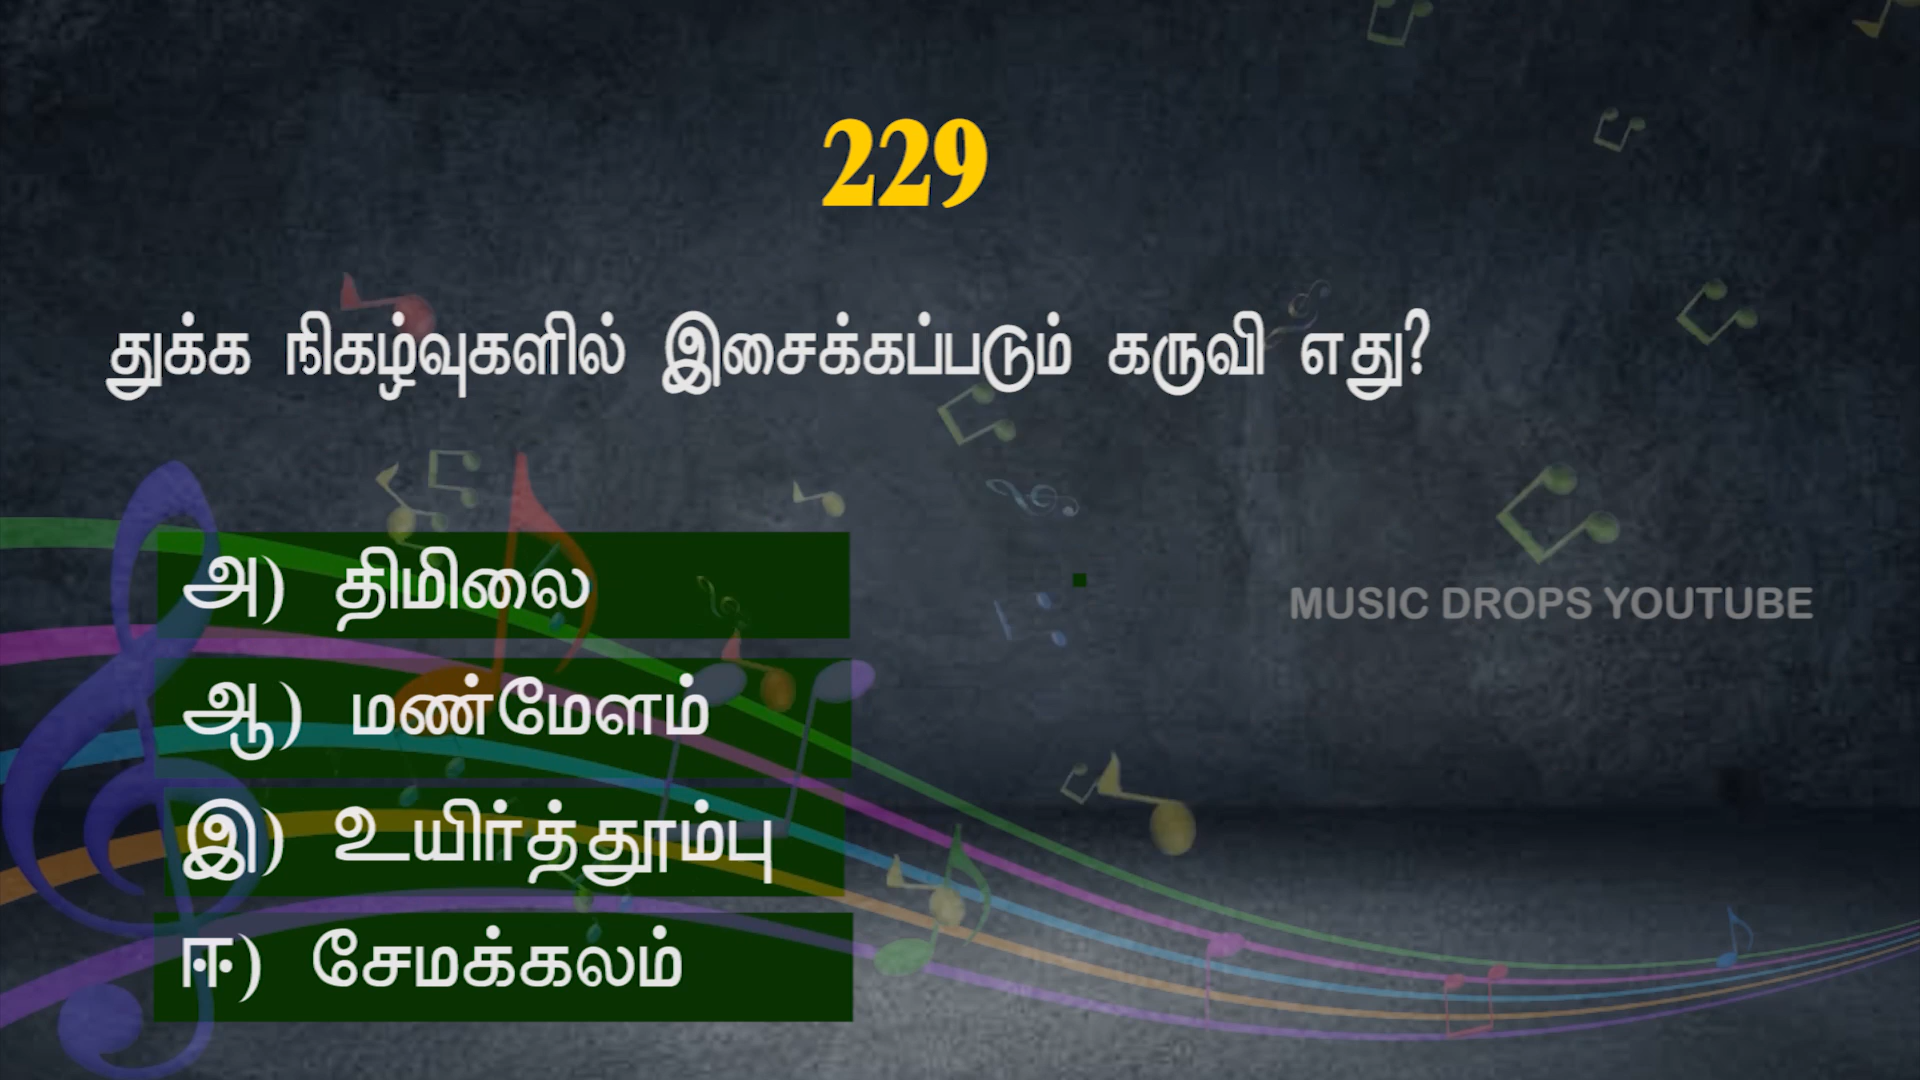 229
துக்க நிகழ்வுகளில் இசைக்கப்படும் கருவி எது?
அ) திமிலை
MUSIC DROPS YOUTUBE
ஆ) மண்மேளம்
இ) உயிர்த்தூம்பு
ஈ) சேமக்கலம்